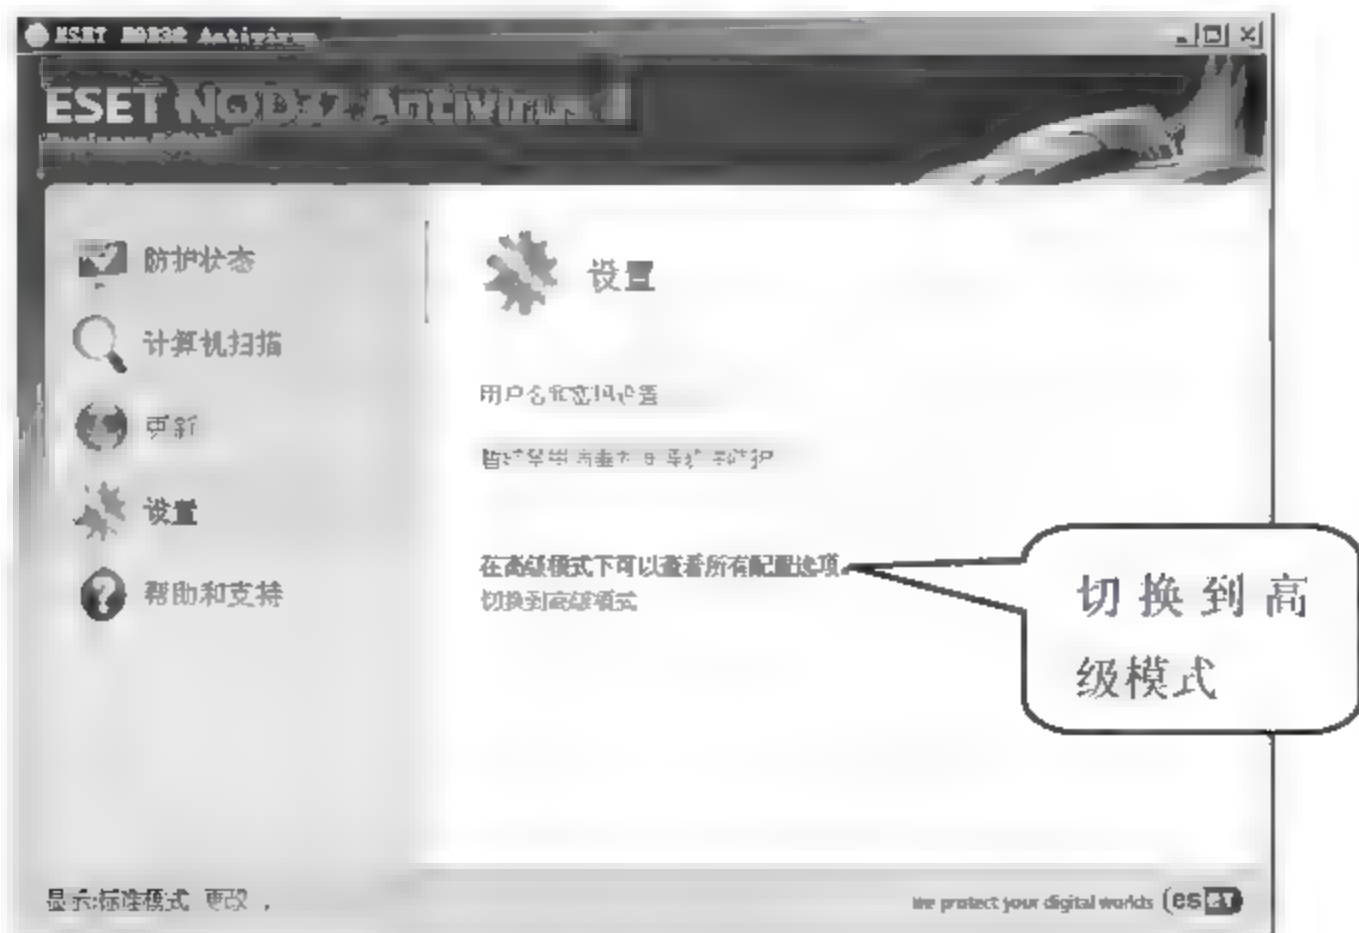 ESET NOD32 Antivirus
ESET NOD32 Antivirus 4
防护状态
计算机扫描
更新
设置
帮助和支持
设置
用户名和密码设置
在高级模式下可以查看所有配置选项。
切换到高级模式
切换到高
级模式
显示:标准模式 更改
we protect your digital worlds eset